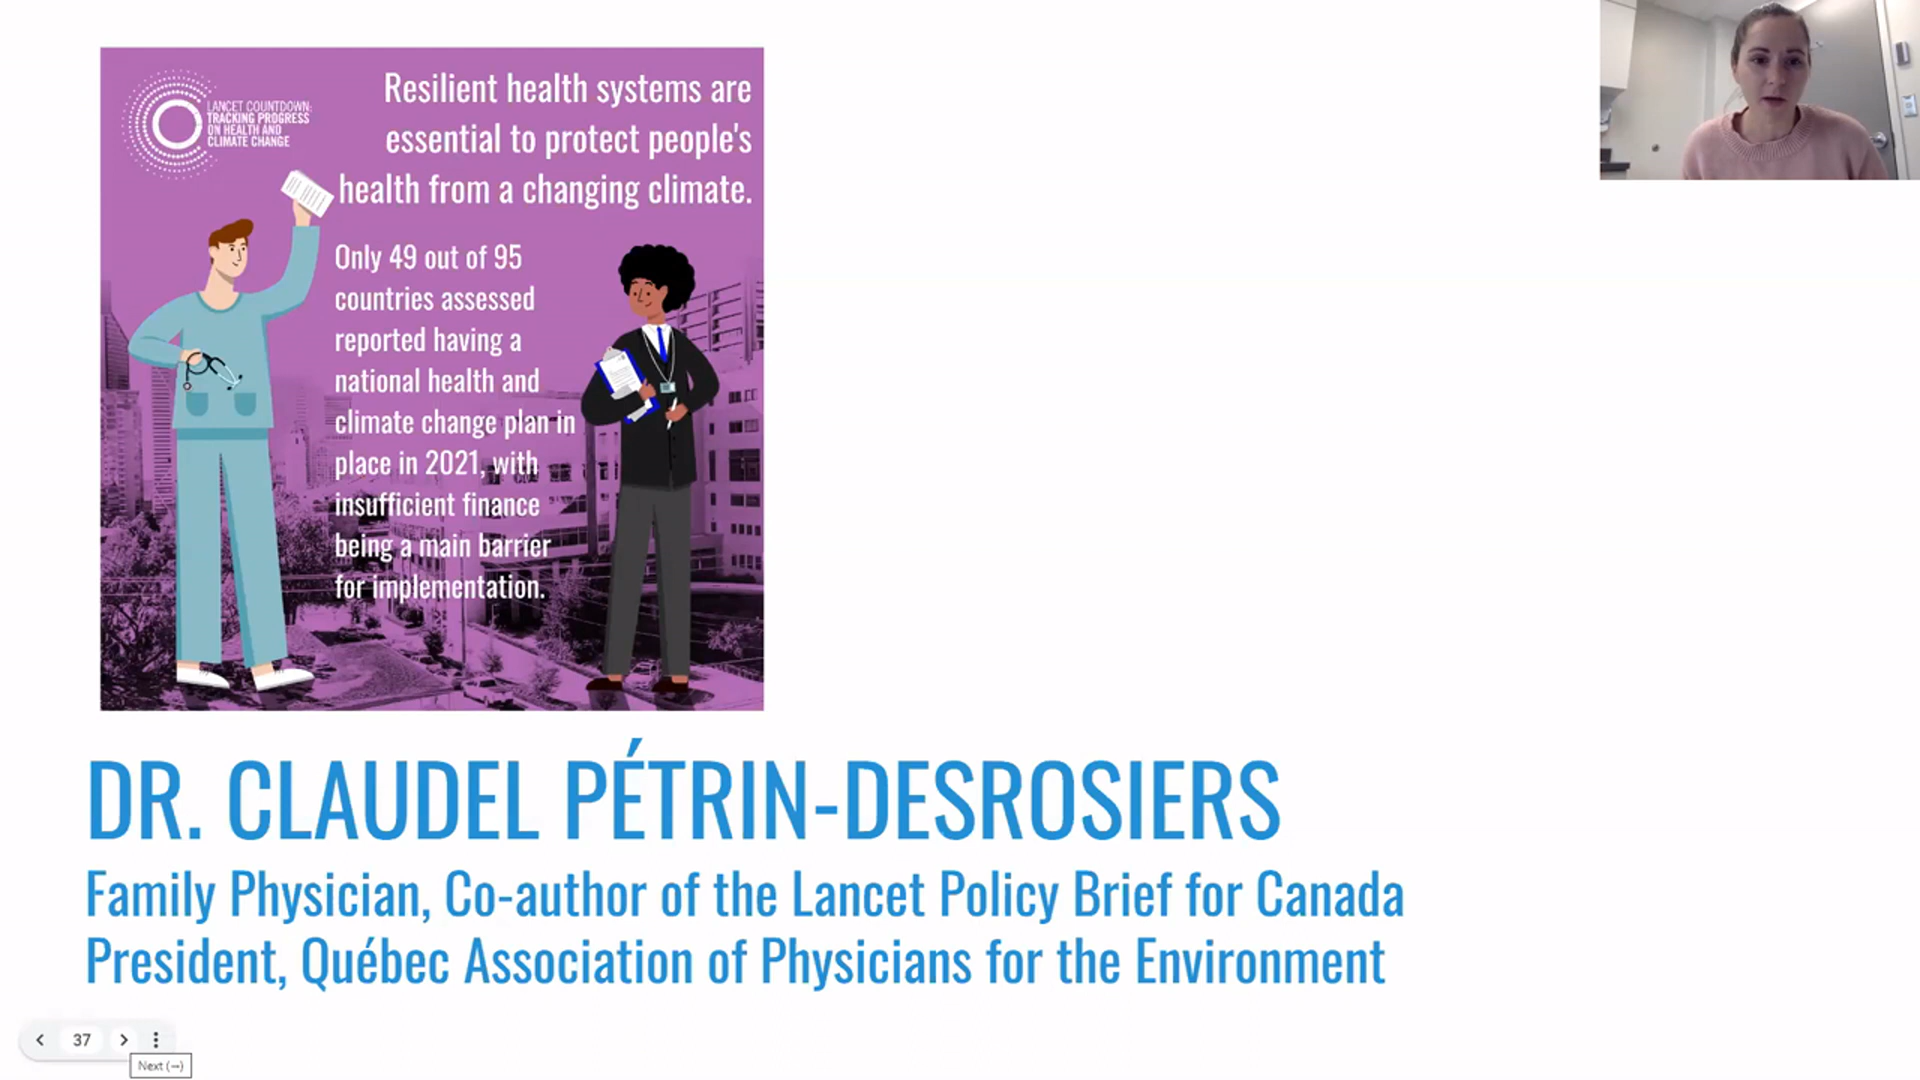 LANCET COUNTDOWN:
TRACKING PROGRESS
ON HEALTH AND
CLIMATE CHANGE
Resilient health systems are
essential to protect people's
health from a changing climate.
Only 49 out of 95
countries assessed
reported having a
national health and
climate change plan in
place in 2021, with
insufficient finance
being a main barrier
for implementation.
DR. CLAUDEL PÉTRIN-DESROSIERS
Family Physician, Co-author of the Lancet Policy Brief for Canada
President, Québec Association of Physicians for the Environment
37
Next (→)